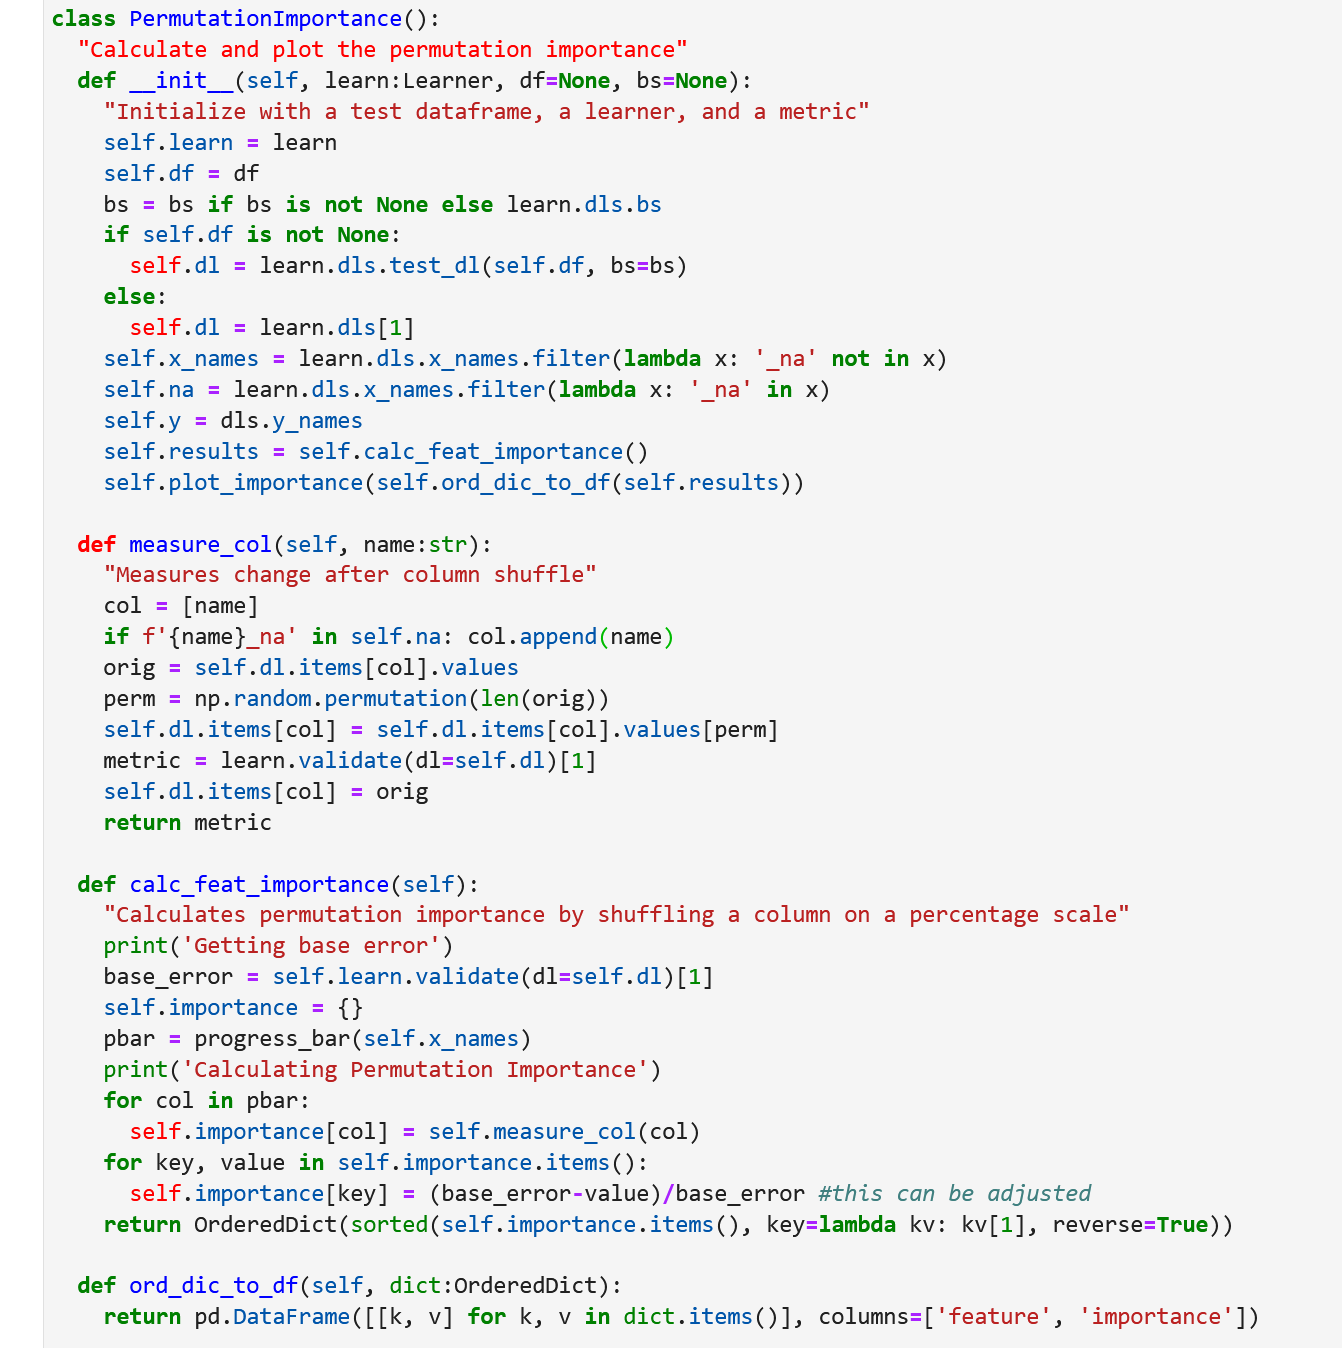 class PermutationImportance():
  "Calculate and plot the permutation importance"
  def __init__(self, learn:Learner, df=None, bs=None):
    "Initialize with a test dataframe, a learner, and a metric"
    self.learn = learn
    self.df = df
    bs = bs if bs is not None else learn.dls.bs
    if self.df is not None:
      self.dl = learn.dls.test_dl(self.df, bs=bs)
    else:
      self.dl = learn.dls[1]
    self.x_names = learn.dls.x_names.filter(lambda x: '_na' not in x)
    self.na = learn.dls.x_names.filter(lambda x: '_na' in x)
    self.y = dls.y_names
    self.results = self.calc_feat_importance()
    self.plot_importance(self.ord_dic_to_df(self.results))

  def measure_col(self, name:str):
    "Measures change after column shuffle"
    col = [name]
    if f'{name}_na' in self.na: col.append(name)
    orig = self.dl.items[col].values
    perm = np.random.permutation(len(orig))
    self.dl.items[col] = self.dl.items[col].values[perm]
    metric = learn.validate(dl=self.dl)[1]
    self.dl.items[col] = orig
    return metric

  def calc_feat_importance(self):
    "Calculates permutation importance by shuffling a column on a percentage scale"
    print('Getting base error')
    base_error = self.learn.validate(dl=self.dl)[1]
    self.importance = {}
    pbar = progress_bar(self.x_names)
    print('Calculating Permutation Importance')
    for col in pbar:
      self.importance[col] = self.measure_col(col)
    for key, value in self.importance.items():
      self.importance[key] = (base_error-value)/base_error #this can be adjusted
    return OrderedDict(sorted(self.importance.items(), key=lambda kv: kv[1], reverse=True))

  def ord_dic_to_df(self, dict:OrderedDict):
    return pd.DataFrame([[k, v] for k, v in dict.items()], columns=['feature', 'importance'])